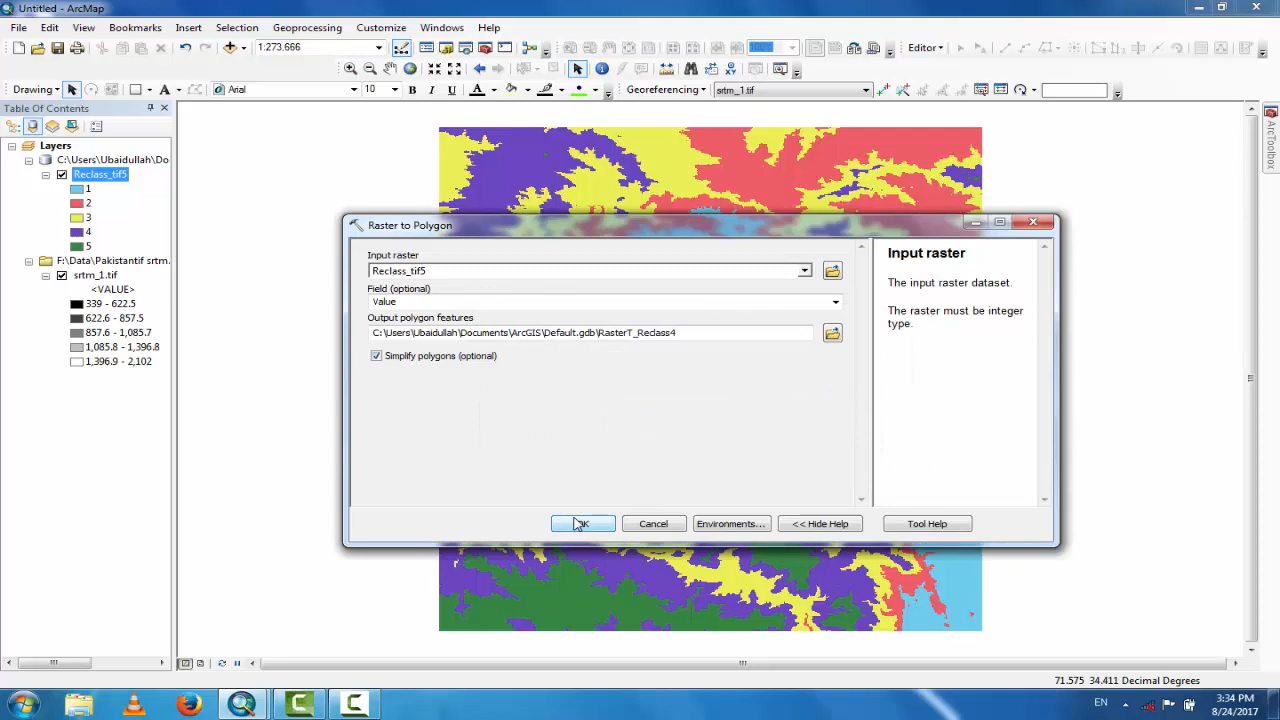 Untitled - ArcMap
File Edit View Bookmarks Insert Selection Geoprocessing Customize Windows Help
1:273.666 100% Editor
Drawing A Arial 10 B I U A Georeferencing srtm_1.tif
Table Of Contents
Layers
C:\Users\Ubaidullah\Do
Reclass_tif5
1
2
3
4
5
F:\Data\Pakistantif srtm.
srtm_1.tif
<VALUE>
339 - 622.5
622.6 - 857.5
857.6 - 1,085.7
1,085.8 - 1,396.8
1,396.9 - 2,102
ArcToolbox
Raster to Polygon
Input raster
Reclass_tif5
Field (optional)
Value
Output polygon features
C:\Users\Ubaidullah\Documents\ArcGIS\Default.gdb\RasterT_Reclass4
Simplify polygons (optional)
Input raster
The input raster dataset.
The raster must be integer
type.
OK Cancel Environments... << Hide Help Tool Help
71.575 34.411 Decimal Degrees
EN
3:34 PM
8/24/2017